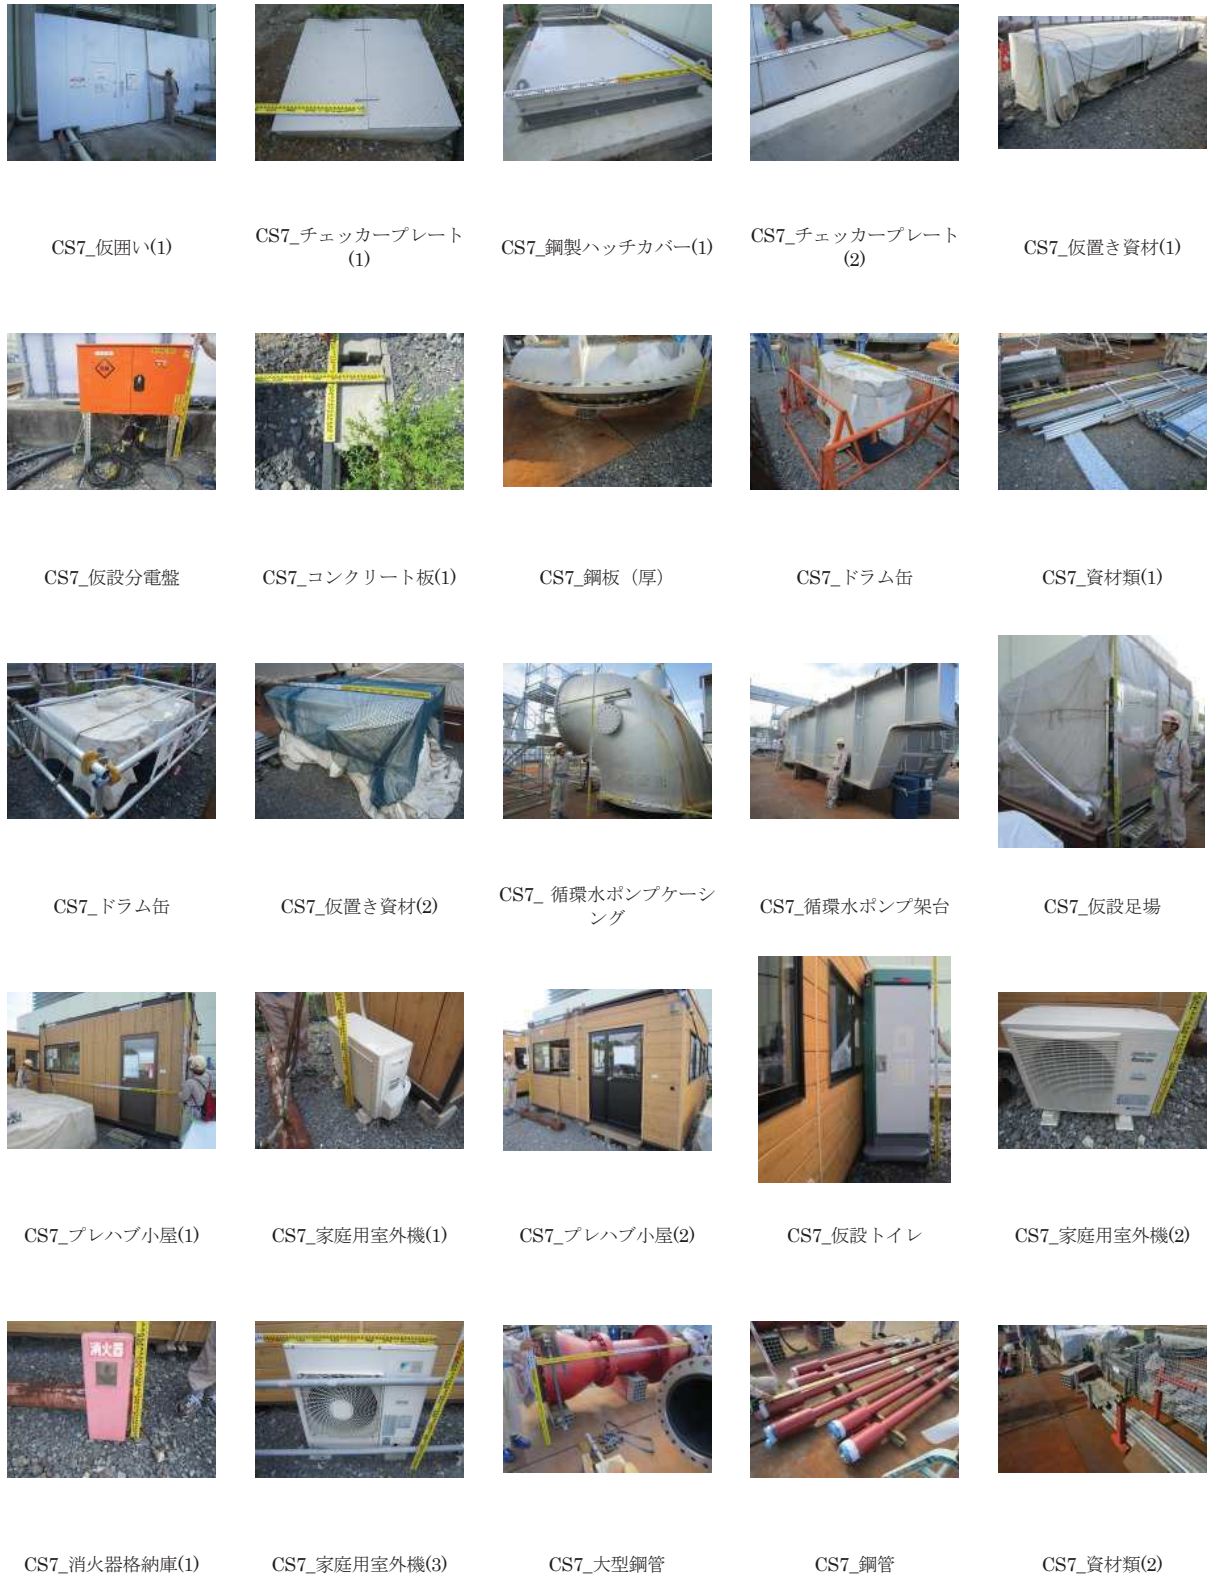 CS7_仮囲い(1)
CS7_チェッカープレート
(1)
CS7_鋼製ハッチカバー(1)
CS7_チェッカープレート
(2)
CS7_仮置き資材(1)
CS7_仮設分電盤
CS7_コンクリート板(1)
CS7_鋼板（厚）
CS7_ドラム缶
CS7_資材類(1)
CS7_ドラム缶
CS7_仮置き資材(2)
CS7_ 循環水ポンプケーシ
ング
CS7_循環水ポンプ架台
CS7_仮設足場
CS7_プレハブ小屋(1)
CS7_家庭用室外機(1)
CS7_プレハブ小屋(2)
CS7_仮設トイレ
CS7_家庭用室外機(2)
消火器
CS7_消火器格納庫(1)
CS7_家庭用室外機(3)
CS7_大型鋼管
CS7_鋼管
CS7_資材類(2)